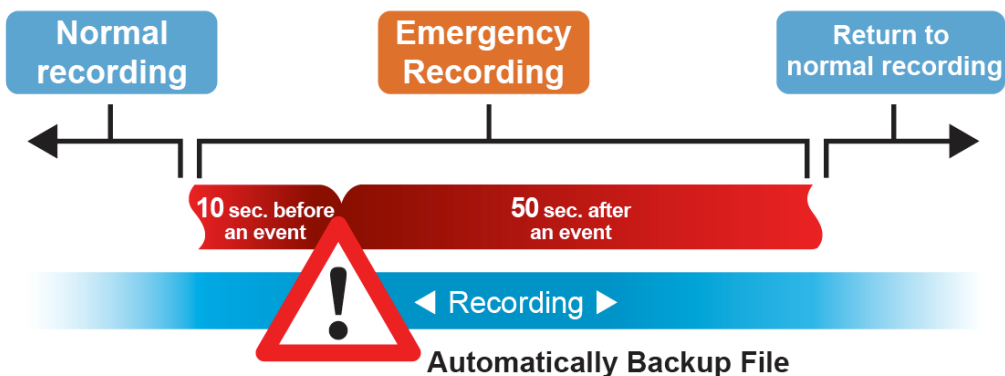 Normal
recording
Emergency
Recording
Return to
normal recording
10 sec. before
an event
50 sec. after
an event
!
◀ Recording ▶
Automatically Backup File